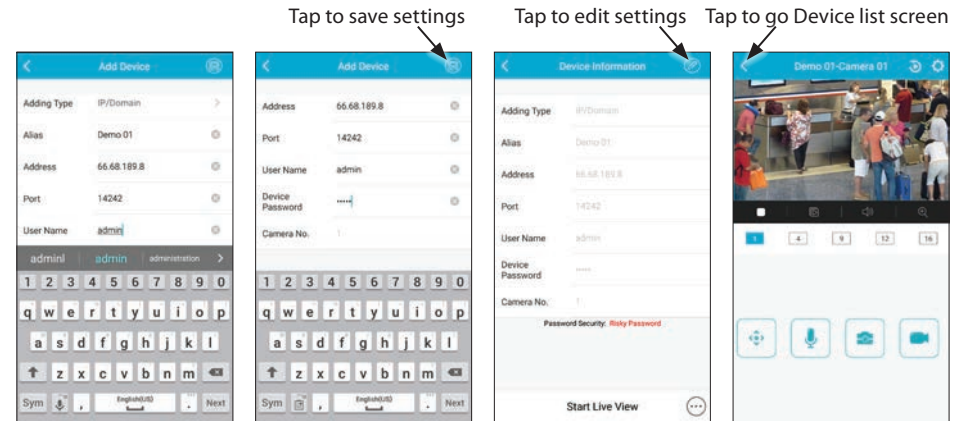 Tap to save settings
Tap to edit settings
Tap to go Device list screen
Add Device
Adding Type IP/Domain
Alias Demo 01
Address 66.68.189.8
Port 14242
User Name admin
adminl admin administration
1 2 3 4 5 6 7 8 9 0
q w e r t y u i o p
a s d f g h j k l
z x c v b n m
Sym , English(US) . Next
Add Device
Address 66.68.189.8
Port 14242
User Name admin
Device
Password •••••
Camera No. 1
1 2 3 4 5 6 7 8 9 0
q w e r t y u i o p
a s d f g h j k l
z x c v b n m
Sym , English(US) . Next
Device Information
Adding Type IP/Domain
Alias Demo 01
Address 66.68.189.8
Port 14242
User Name admin
Device
Password •••••
Camera No. 1
Password Security: Risky Password
Start Live View
Demo 01-Camera 01
1 4 9 12 16